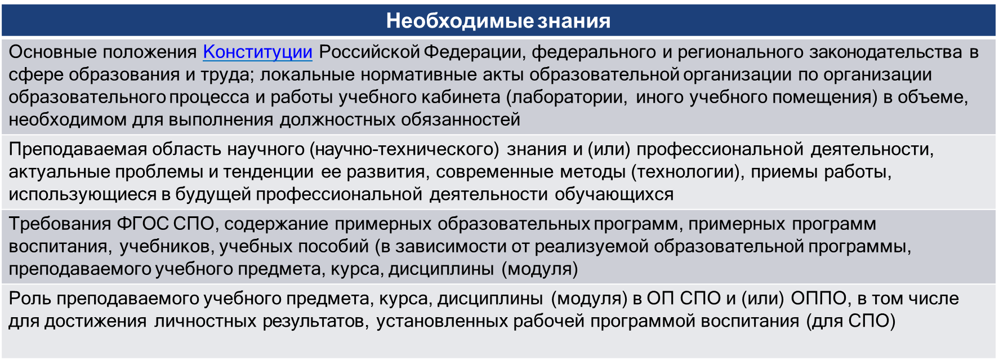 Необходимые знания
Основные положения Конституции Российской Федерации, федерального и регионального законодательства в
сфере образования и труда; локальные нормативные акты образовательной организации по организации
образовательного процесса и работы учебного кабинета (лаборатории, иного учебного помещения) в объеме,
необходимом для выполнения должностных обязанностей
Преподаваемая область научного (научно-технического) знания и (или) профессиональной деятельности,
актуальные проблемы и тенденции ее развития, современные методы (технологии), приемы работы,
использующиеся в будущей профессиональной деятельности обучающихся
Требования ФГОС СПО, содержание примерных образовательных программ, примерных программ
воспитания, учебников, учебных пособий (в зависимости от реализуемой образовательной программы,
преподаваемого учебного предмета, курса, дисциплины (модуля)
Роль преподаваемого учебного предмета, курса, дисциплины (модуля) в ОП СПО и (или) ОППО, в том числе
для достижения личностных результатов, установленных рабочей программой воспитания (для СПО)